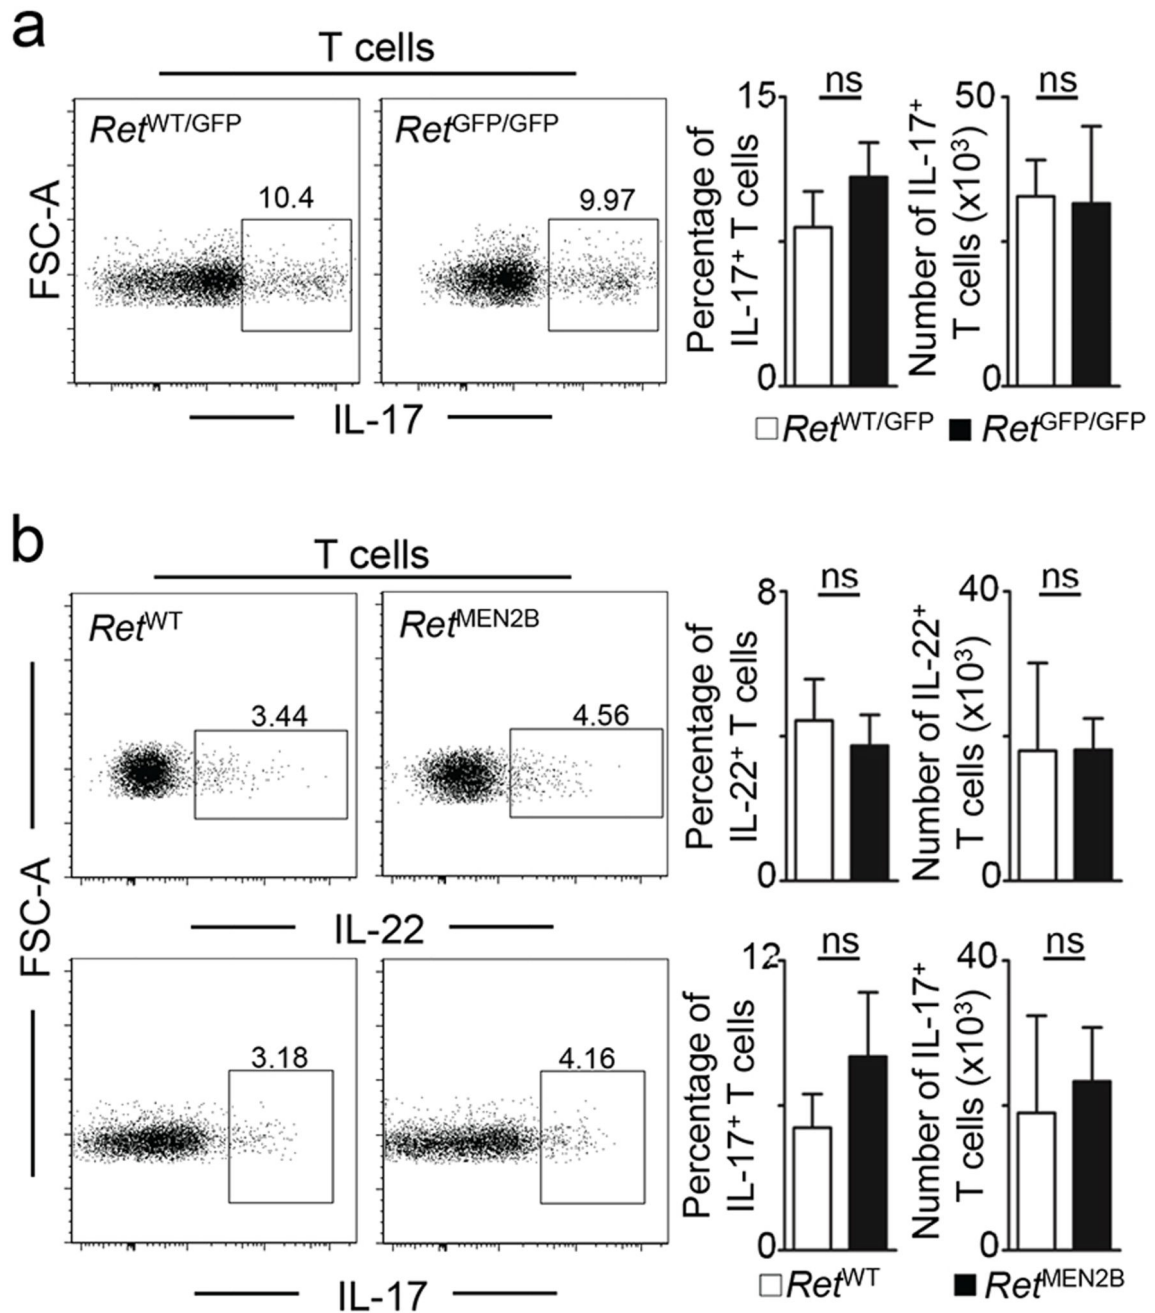 a
T cells
Ret^WT/GFP
Ret^GFP/GFP
10.4
9.97
FSC-A
IL-17
Percentage of
IL-17⁺ T cells
15
0
ns
Number of IL-17⁺
T cells (x10³)
50
0
ns
Ret^WT/GFP
Ret^GFP/GFP
b
T cells
Ret^WT
Ret^MEN2B
3.44
4.56
FSC-A
IL-22
Percentage of
IL-22⁺ T cells
8
0
ns
Number of IL-22⁺
T cells (x10³)
40
0
ns
3.18
4.16
IL-17
Percentage of
IL-17⁺ T cells
12
0
ns
Number of IL-17⁺
T cells (x10³)
40
0
ns
Ret^WT
Ret^MEN2B